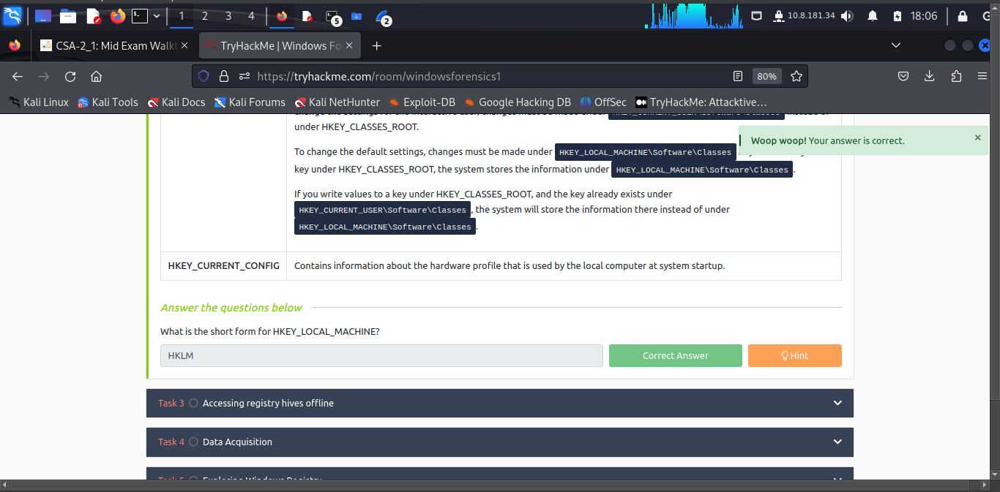 1 2 3 4 5 2 10.8.181.34 18:06
CSA-2_1: Mid Exam Walkt × TryHackMe | Windows Fo × +
https://tryhackme.com/room/windowsforensics1 80%
Kali Linux Kali Tools Kali Docs Kali Forums Kali NetHunter Exploit-DB Google Hacking DB OffSec TryHackMe: Attacktive…
under HKEY_CLASSES_ROOT.
Woop woop! Your answer is correct. ×
To change the default settings, changes must be made under HKEY_LOCAL_MACHINE\Software\Classes
key under HKEY_CLASSES_ROOT, the system stores the information under HKEY_LOCAL_MACHINE\Software\Classes.
If you write values to a key under HKEY_CLASSES_ROOT, and the key already exists under
HKEY_CURRENT_USER\Software\Classes, the system will store the information there instead of under
HKEY_LOCAL_MACHINE\Software\Classes.
HKEY_CURRENT_CONFIG Contains information about the hardware profile that is used by the local computer at system startup.
Answer the questions below
What is the short form for HKEY_LOCAL_MACHINE?
HKLM Correct Answer Hint
Task 3 Accessing registry hives offline
Task 4 Data Acquisition
Task 5 Exploring Windows Registry